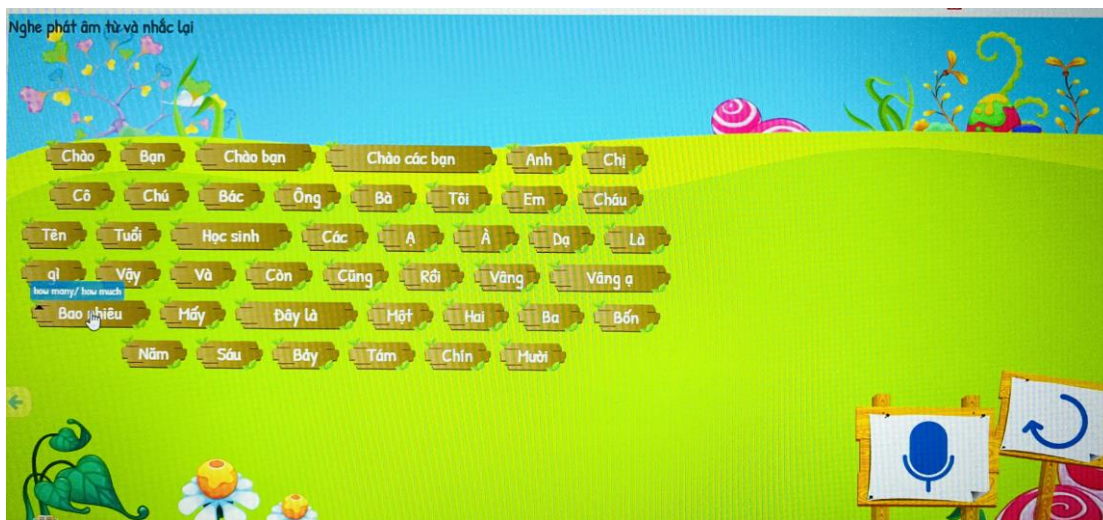 Nghe phát âm từ và nhắc lại
Chào Bạn Chào bạn Chào các bạn Anh Chị
Cô Chú Bác Ông Bà Tôi Em Cháu
Tên Tuổi Học sinh Các Ạ À Dạ Là
gì Vậy Và Còn Cũng Rồi Vâng Vâng ạ
how many/ how much
Bao nhiêu Mấy Đây là Một Hai Ba Bốn
Năm Sáu Bảy Tám Chín Mười